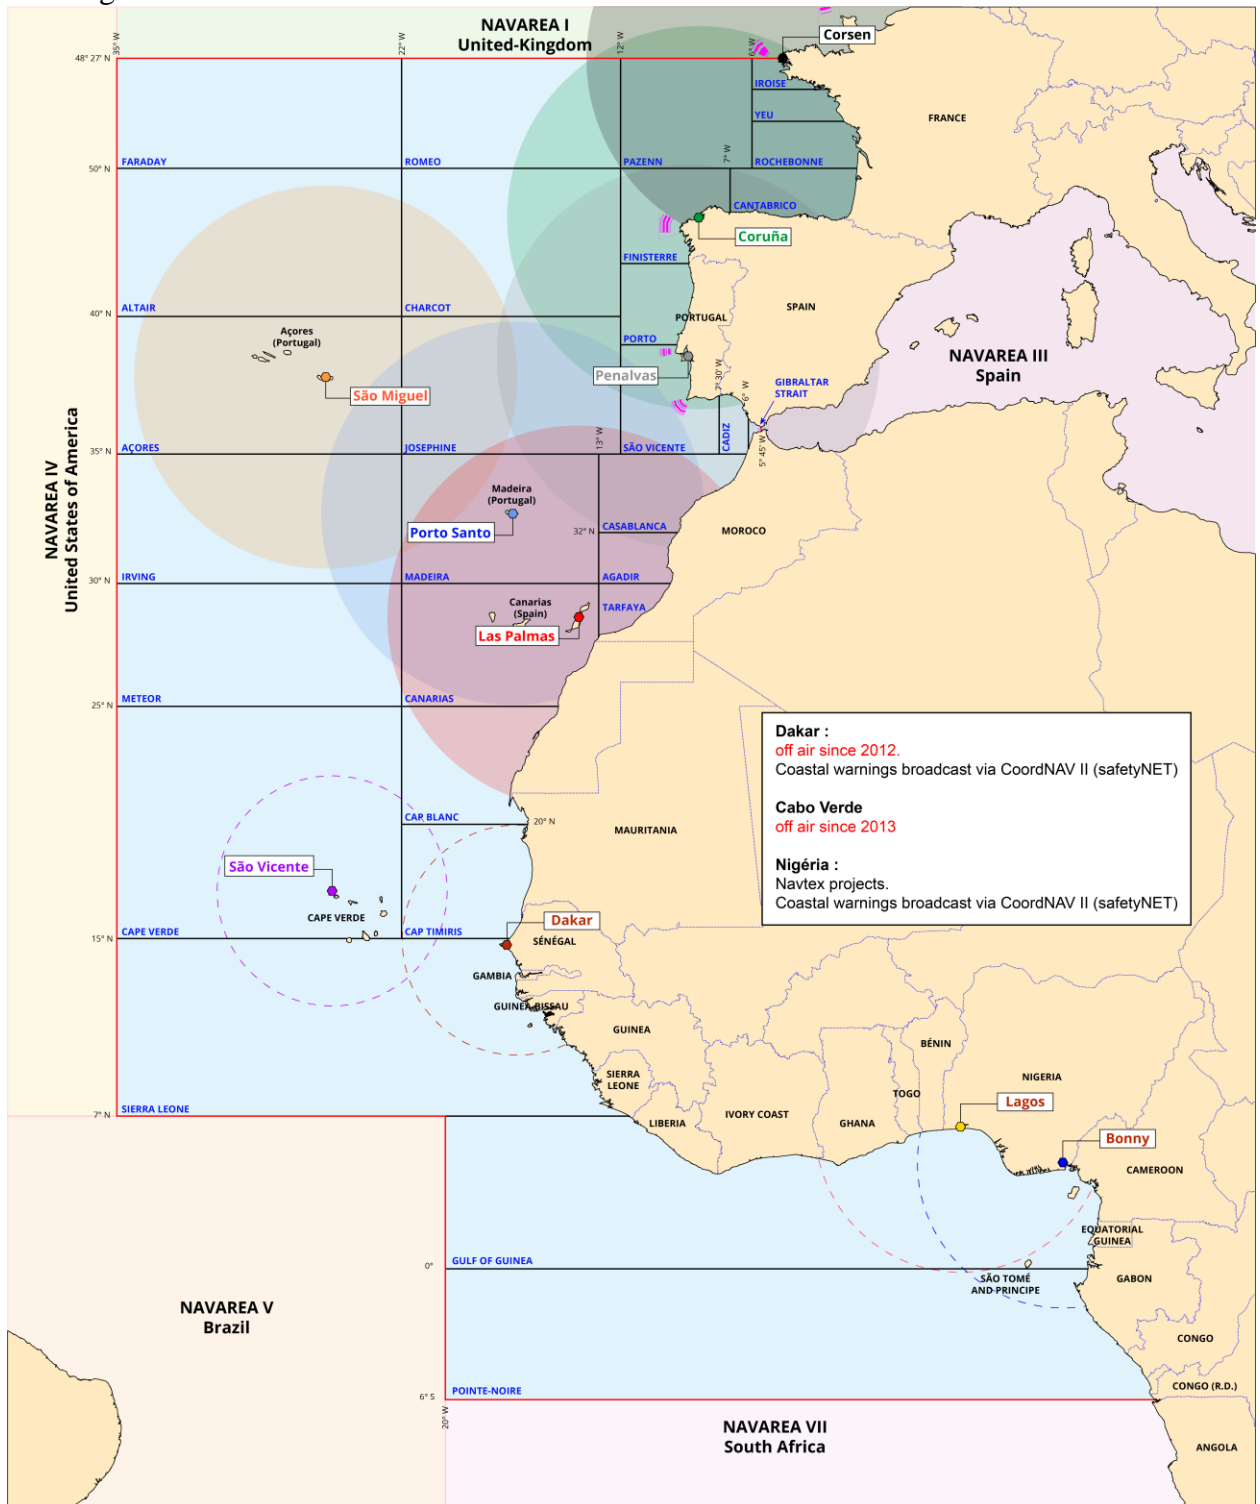 NAVAREA I
United-Kingdom
35° W
22° W
12° W
6° W
Corsen
48° 27' N
IROISE
YEU
FRANCE
FARADAY
ROMEO
PAZENN
7° W
ROCHEBONNE
50° N
CANTABRICO
Coruña
FINISTERRE
ALTAIR
CHARCOT
40° N
PORTUGAL
SPAIN
Açores
(Portugal)
PORTO
NAVAREA III
Spain
Penalvas
7° 30' W
6° W
GIBRALTAR
STRAIT
São Miguel
NAVAREA IV
United States of America
AÇORES
JOSEPHINE
13° W
SÃO VICENTE
CADIZ
5° 45' W
35° N
Madeira
(Portugal)
Porto Santo
32° N
CASABLANCA
MOROCO
30° N
IRVING
MADEIRA
AGADIR
Canarias
(Spain)
TARFAYA
Las Palmas
25° N
METEOR
CANARIAS
Dakar :
off air since 2012.
Coastal warnings broadcast via CoordNAV II (safetyNET)
Cabo Verde
off air since 2013
Nigéria :
Navtex projects.
Coastal warnings broadcast via CoordNAV II (safetyNET)
CAP BLANC
20° N
MAURITANIA
São Vicente
CAPE VERDE
Dakar
15° N
CAPE VERDE
CAP TIMIRIS
SÉNÉGAL
GAMBIA
GUINEA-BISSAU
GUINEA
BÉNIN
SIERRA
LEONE
NIGERIA
TOGO
Lagos
7° N
SIERRA LEONE
LIBERIA
IVORY COAST
GHANA
Bonny
CAMEROON
EQUATORIAL
GUINEA
0°
GULF OF GUINEA
SÃO TOMÉ
AND PRINCIPE
GABON
NAVAREA V
Brazil
CONGO
6° S
POINTE-NOIRE
CONGO (R.D.)
20° W
NAVAREA VII
South Africa
ANGOLA